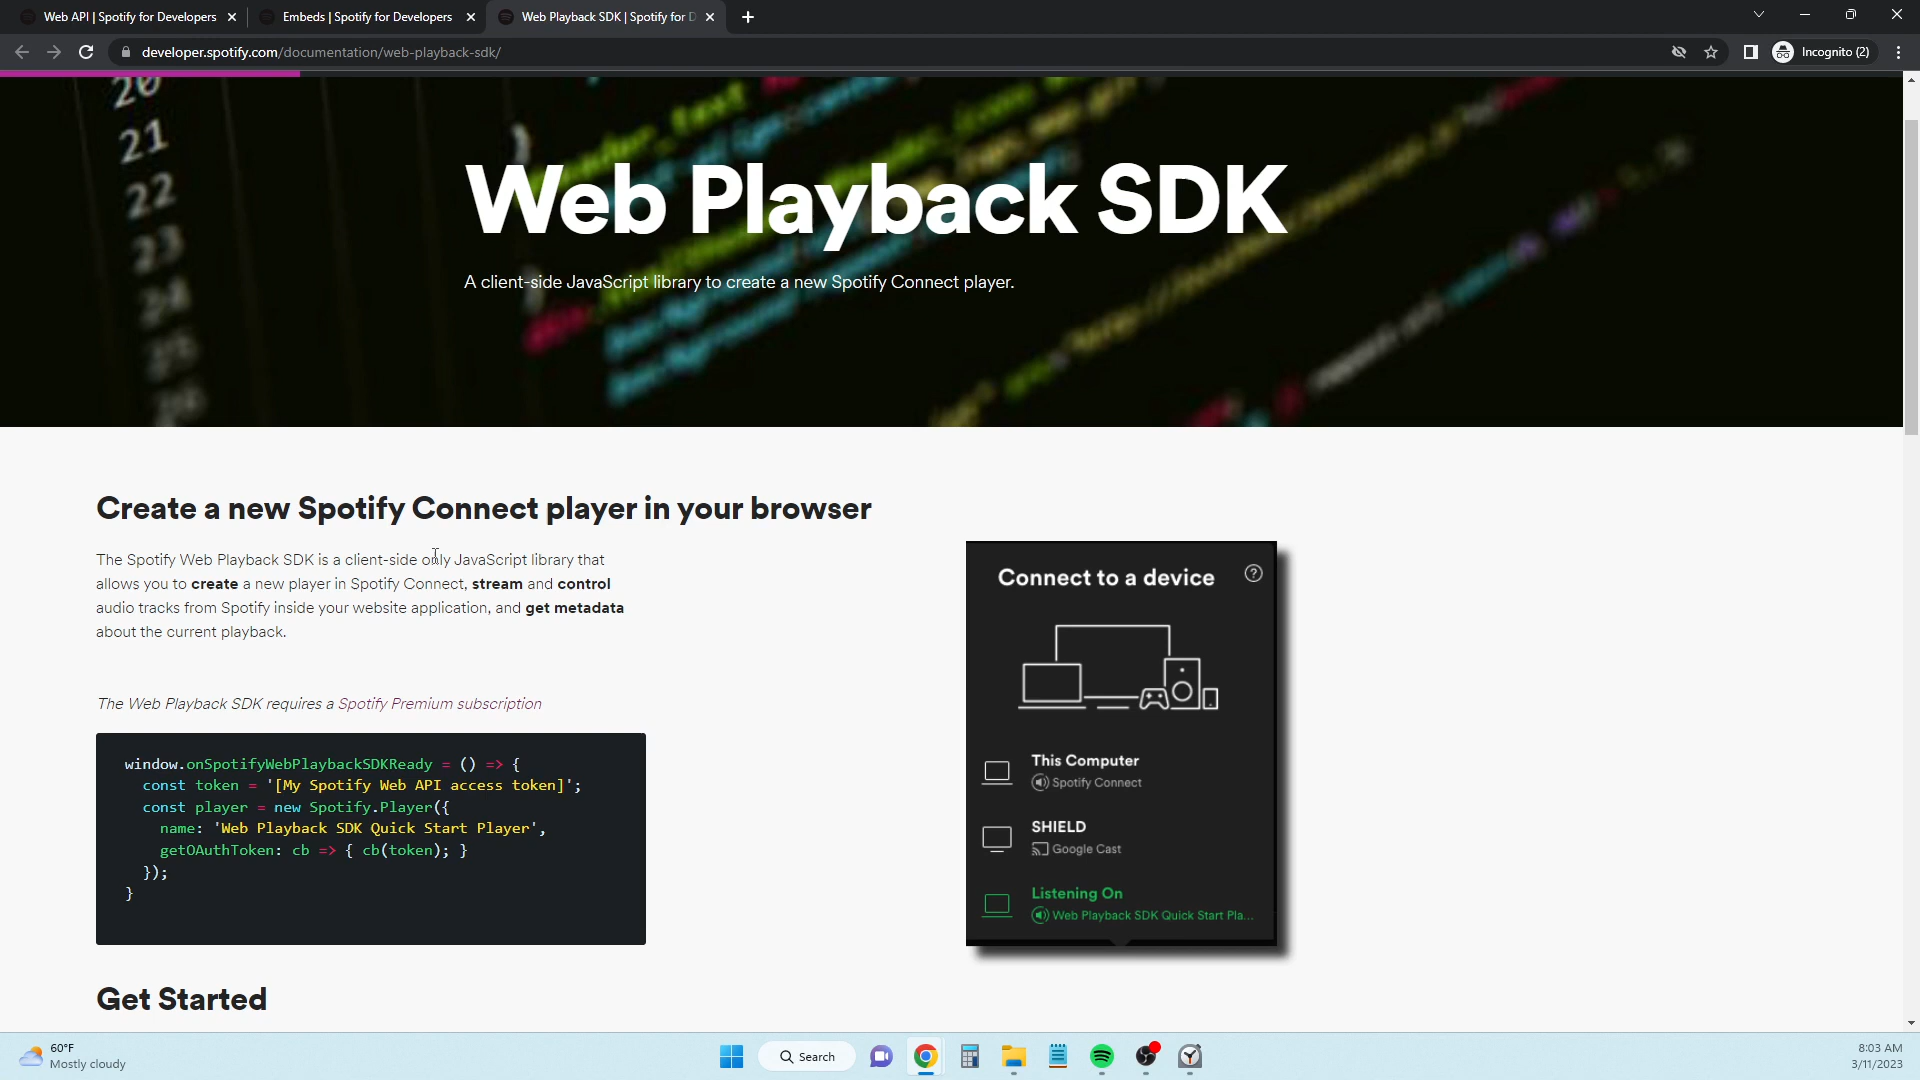 Web API | Spotify for Developers
Embeds | Spotify for Developers
Web Playback SDK | Spotify for D
developer.spotify.com/documentation/web-playback-sdk/
Incognito (2)
20
21
22
23
24
25
26
Web Playback SDK
A client-side JavaScript library to create a new Spotify Connect player.
Create a new Spotify Connect player in your browser
The Spotify Web Playback SDK is a client-side only JavaScript library that
allows you to create a new player in Spotify Connect, stream and control
audio tracks from Spotify inside your website application, and get metadata
about the current playback.
The Web Playback SDK requires a Spotify Premium subscription
window.onSpotifyWebPlaybackSDKReady = () => {
const token = '[My Spotify Web API access token]';
const player = new Spotify.Player({
name: 'Web Playback SDK Quick Start Player',
getOAuthToken: cb => { cb(token); }
});
}
Connect to a device
?
This Computer
Spotify Connect
SHIELD
Google Cast
Listening On
Web Playback SDK Quick Start Pla...
Get Started
60°F
Mostly cloudy
Search
8:03 AM
3/11/2023